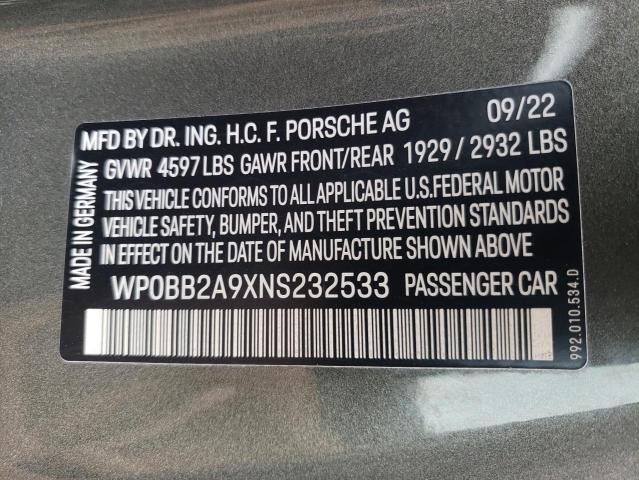 MFD BY DR. ING. H.C. F. PORSCHE AG 09/22
GVWR 4597 LBS GAWR FRONT/REAR 1929 / 2932 LBS
THIS VEHICLE CONFORMS TO ALL APPLICABLE U.S.FEDERAL MOTOR
VEHICLE SAFETY, BUMPER, AND THEFT PREVENTION STANDARDS
IN EFFECT ON THE DATE OF MANUFACTURE SHOWN ABOVE
WP0BB2A9XNS232533 PASSENGER CAR
MADE IN GERMANY
992.010.534.D